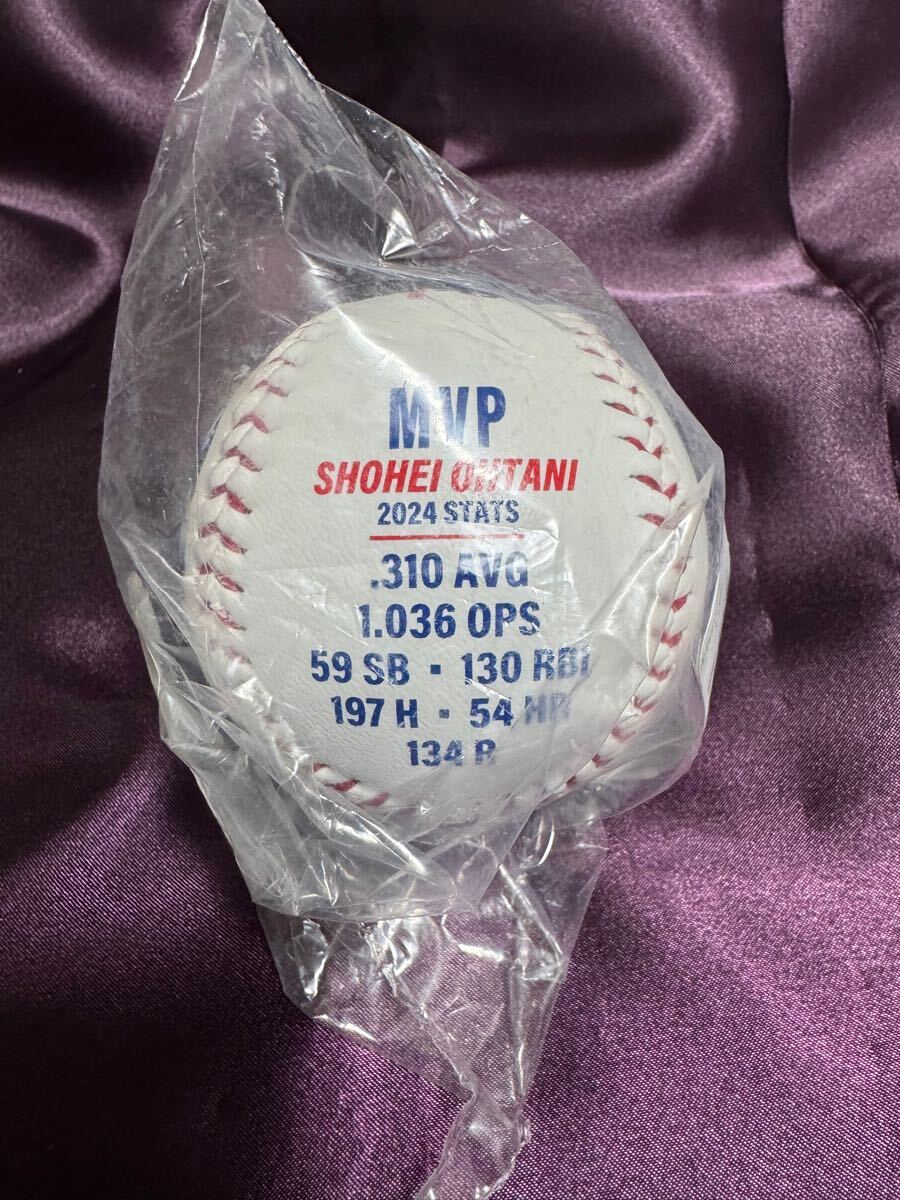 MVP
SHOHEI OHTANI
2024 STATS
.310 AVG
1.036 OPS
59 SB ▪ 130 RBI
197 H ▪ 54 HR
134 R